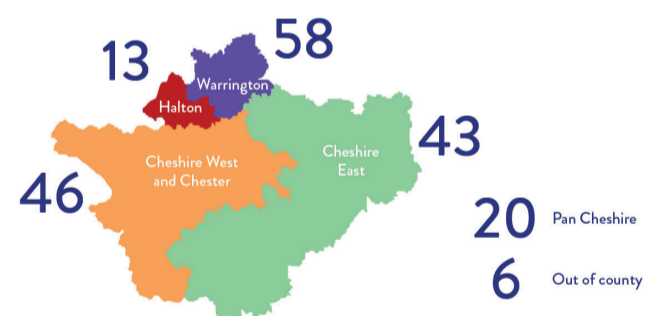 58
13
Warrington
Halton
Cheshire West
and Chester
Cheshire
East
43
46
20 Pan Cheshire
6 Out of county